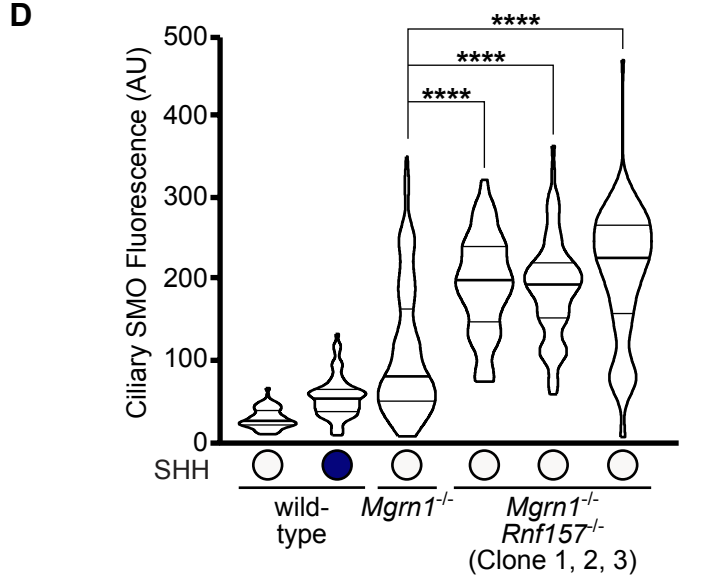 D
Ciliary SMO Fluorescence (AU)
500
400
300
200
100
0
****
****
****
SHH
wild-
type
Mgrn1-/-
Mgrn1-/-
Rnf157-/-
(Clone 1, 2, 3)